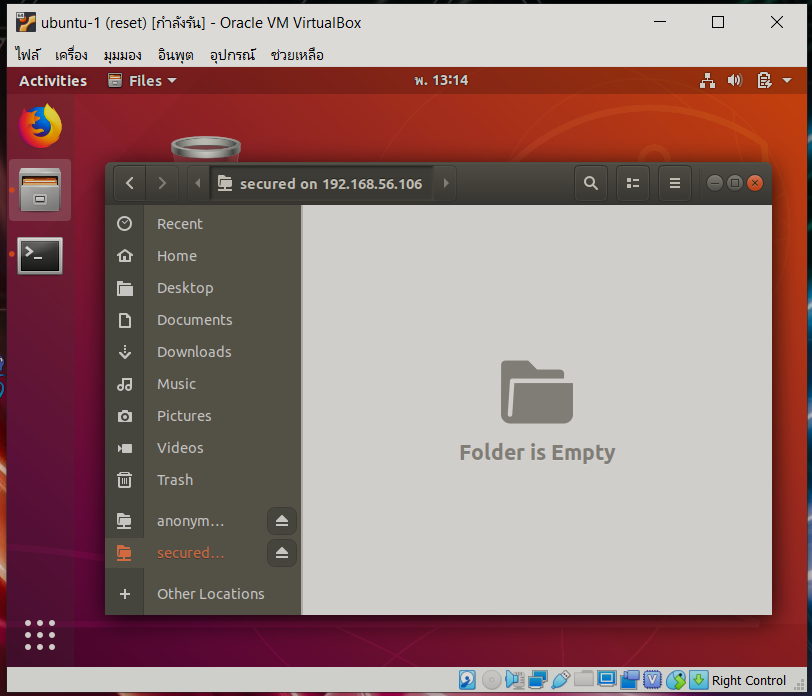 ubuntu-1 (reset) [กำลังรัน] - Oracle VM VirtualBox
ไฟล์ เครื่อง มุมมอง อินพุต อุปกรณ์ ช่วยเหลือ
Activities Files พ. 13:14
secured on 192.168.56.106
Recent
Home
Desktop
Documents
Downloads
Music
Pictures
Videos
Trash
anonym...
secured...
Other Locations
Folder is Empty
Right Control